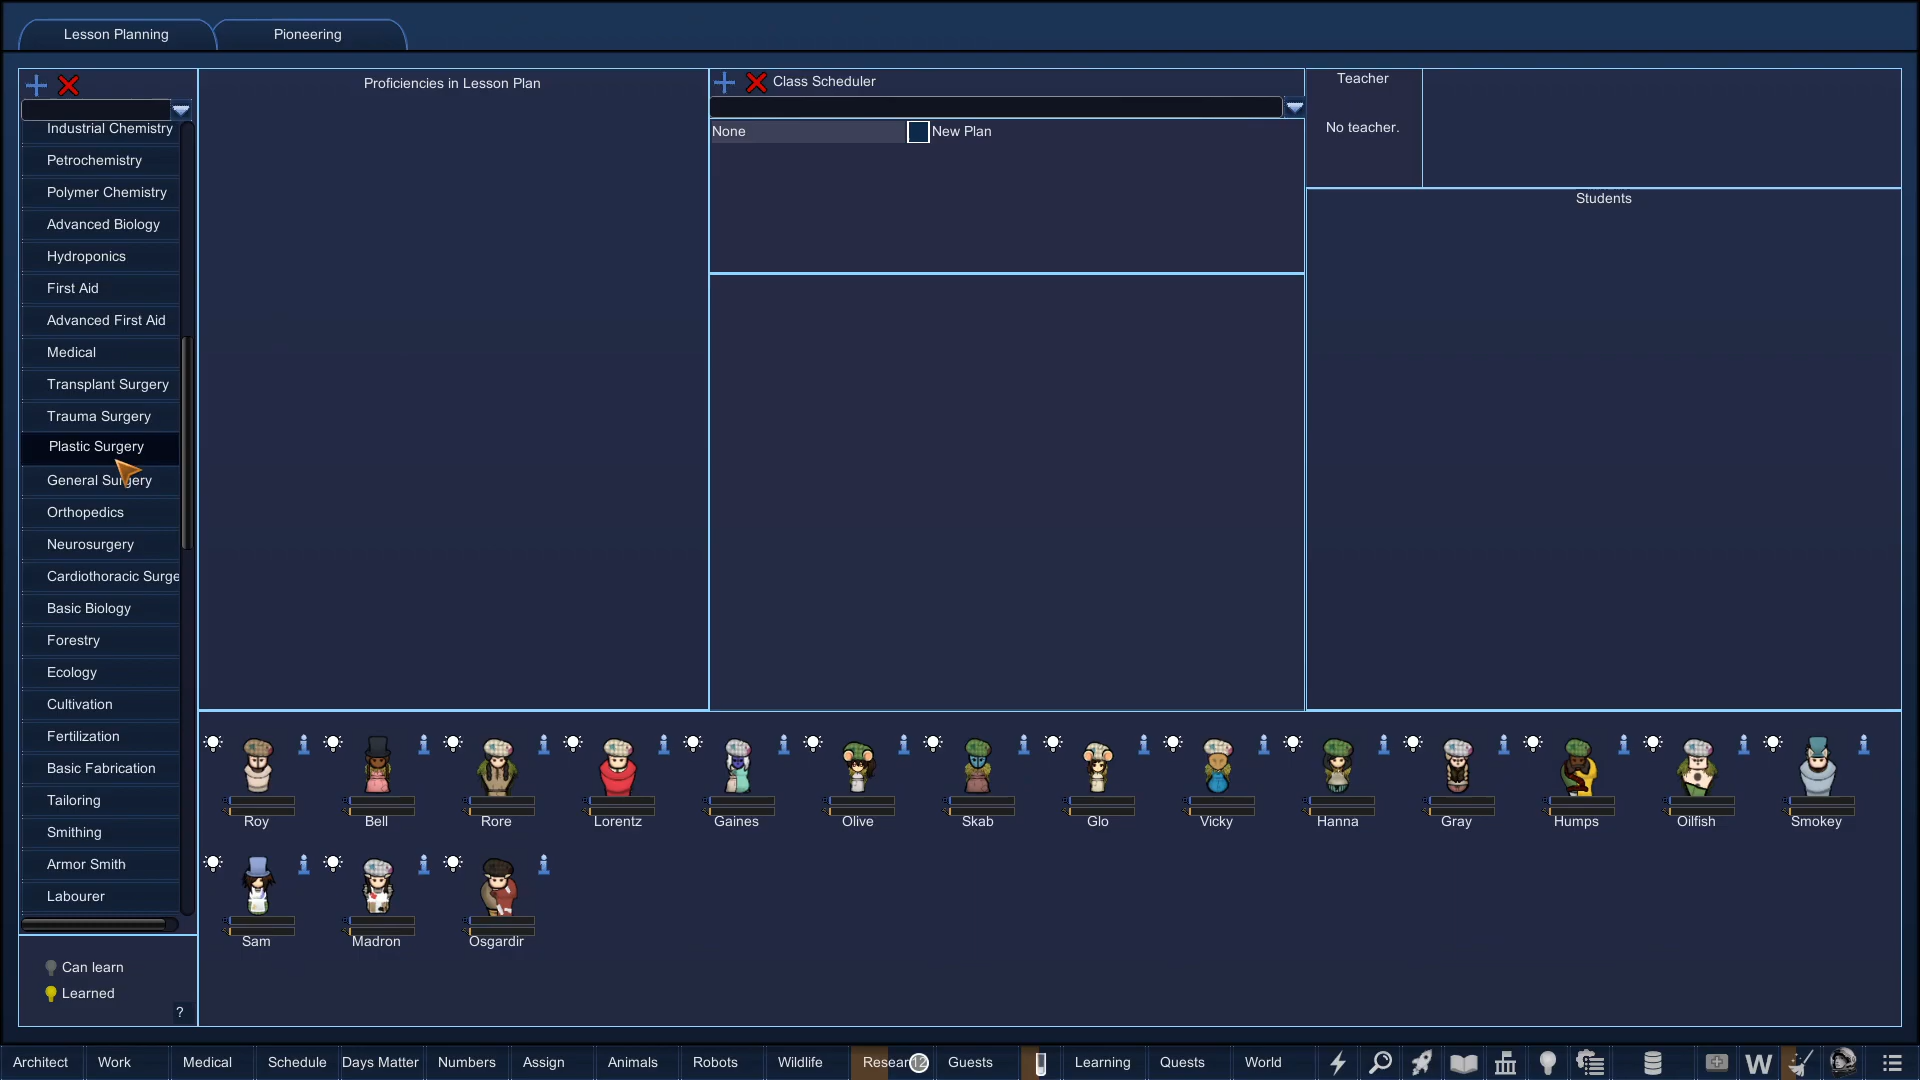 Lesson Planning
Pioneering
Proficiencies in Lesson Plan
Class Scheduler
None
New Plan
Teacher
No teacher.
Students
Industrial Chemistry
Petrochemistry
Polymer Chemistry
Advanced Biology
Hydroponics
First Aid
Advanced First Aid
Medical
Transplant Surgery
Trauma Surgery
Plastic Surgery
General Surgery
Orthopedics
Neurosurgery
Cardiothoracic Surge
Basic Biology
Forestry
Ecology
Cultivation
Fertilization
Basic Fabrication
Tailoring
Smithing
Armor Smith
Labourer
Can learn
Learned
?
Roy
Bell
Rore
Lorentz
Gaines
Olive
Skab
Glo
Vicky
Hanna
Gray
Humps
Oilfish
Smokey
Sam
Madron
Osgardir
Architect
Work
Medical
Schedule
Days Matter
Numbers
Assign
Animals
Robots
Wildlife
Resear
12
Guests
Learning
Quests
World
W